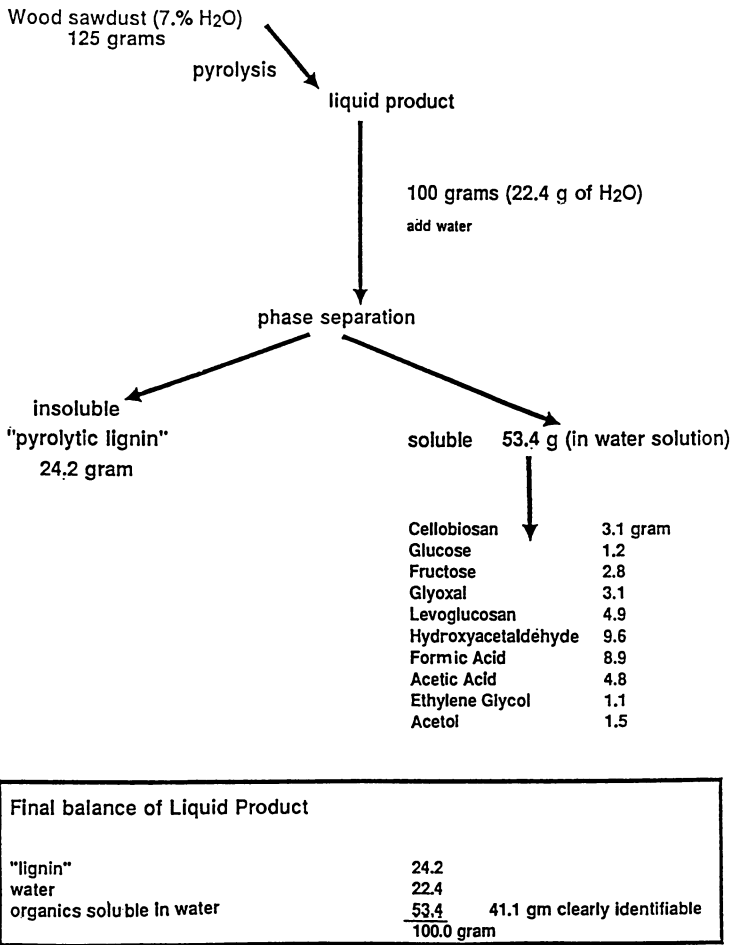 Wood sawdust (7.% H2O)
125 grams
pyrolysis
liquid product
100 grams (22.4 g of H2O)
add water
phase separation
insoluble
"pyrolytic lignin"
24.2 gram
soluble 53.4 g (in water solution)
Cellobiosan 3.1 gram
Glucose 1.2
Fructose 2.8
Glyoxal 3.1
Levoglucosan 4.9
Hydroxyacetaldehyde 9.6
Formic Acid 8.9
Acetic Acid 4.8
Ethylene Glycol 1.1
Acetol 1.5
Final balance of Liquid Product
"lignin" 24.2
water 22.4
organics soluble in water 53.4 41.1 gm clearly identifiable
100.0 gram